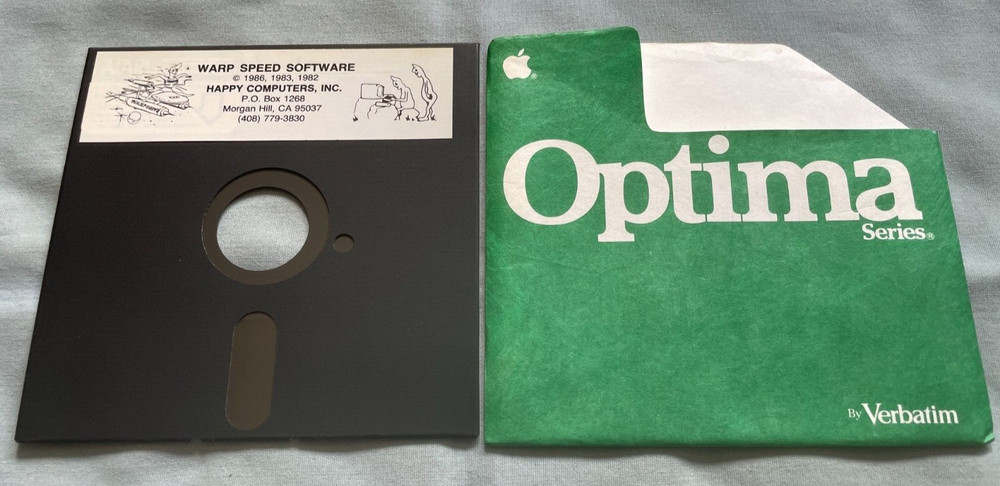 WARP SPEED SOFTWARE
© 1986, 1983, 1982
HAPPY COMPUTERS, INC.
P.O. Box 1268
Morgan Hill, CA 95037
(408) 779-3830
Optima
Series®
By Verbatim